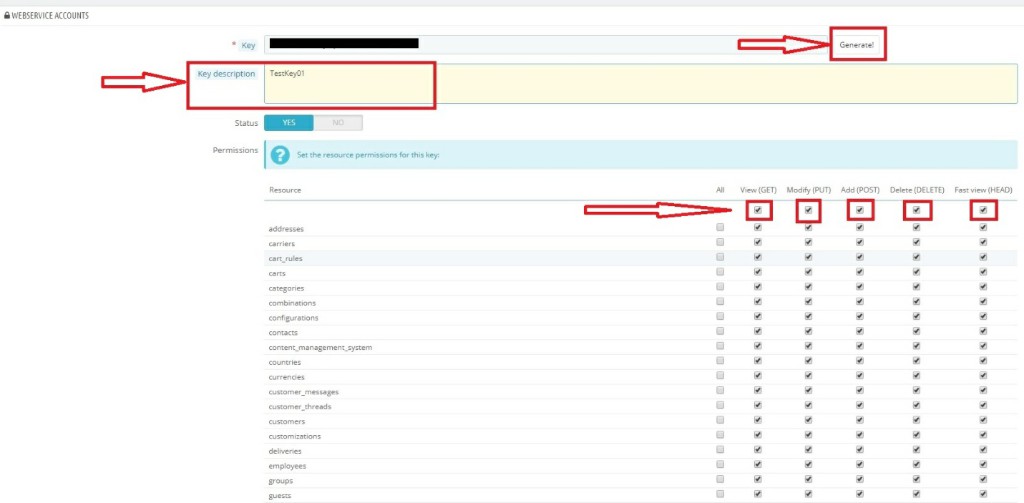 WEBSERVICE ACCOUNTS
* Key Generate!
Key description TestKey01
Status YES NO
Permissions Set the resource permissions for this key:
Resource All View (GET) Modify (PUT) Add (POST) Delete (DELETE) Fast view (HEAD)
addresses
carriers
cart_rules
carts
categories
combinations
configurations
contacts
content_management_system
countries
currencies
customer_messages
customer_threads
customers
customizations
deliveries
employees
groups
guests